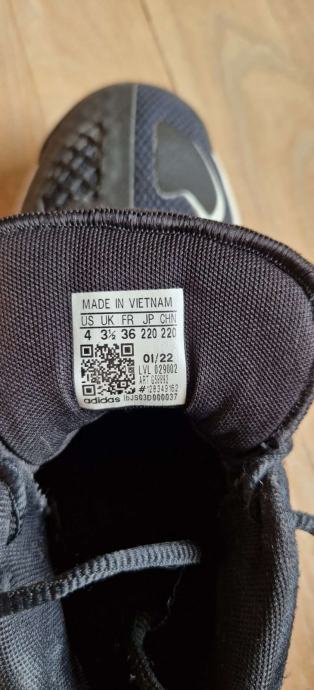 MADE IN VIETNAM
US UK FR JP CHN
4 3½ 36 220 220
01/22
LVL 029002
#128349162
adidas